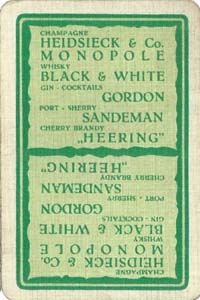 CHAMPAGNE
HEIDSIECK & Co.
MONOPOLE
WHISKY
BLACK & WHITE
GIN - COCKTAILS
GORDON
PORT - SHERRY
SANDEMAN
CHERRY BRANDY
„HEERING"
„HEERING"
CHERRY BRANDY
SANDEMAN
PORT - SHERRY
GORDON
GIN - COCKTAILS
BLACK & WHITE
WHISKY
MONOPOLE
HEIDSIECK & Co.
CHAMPAGNE